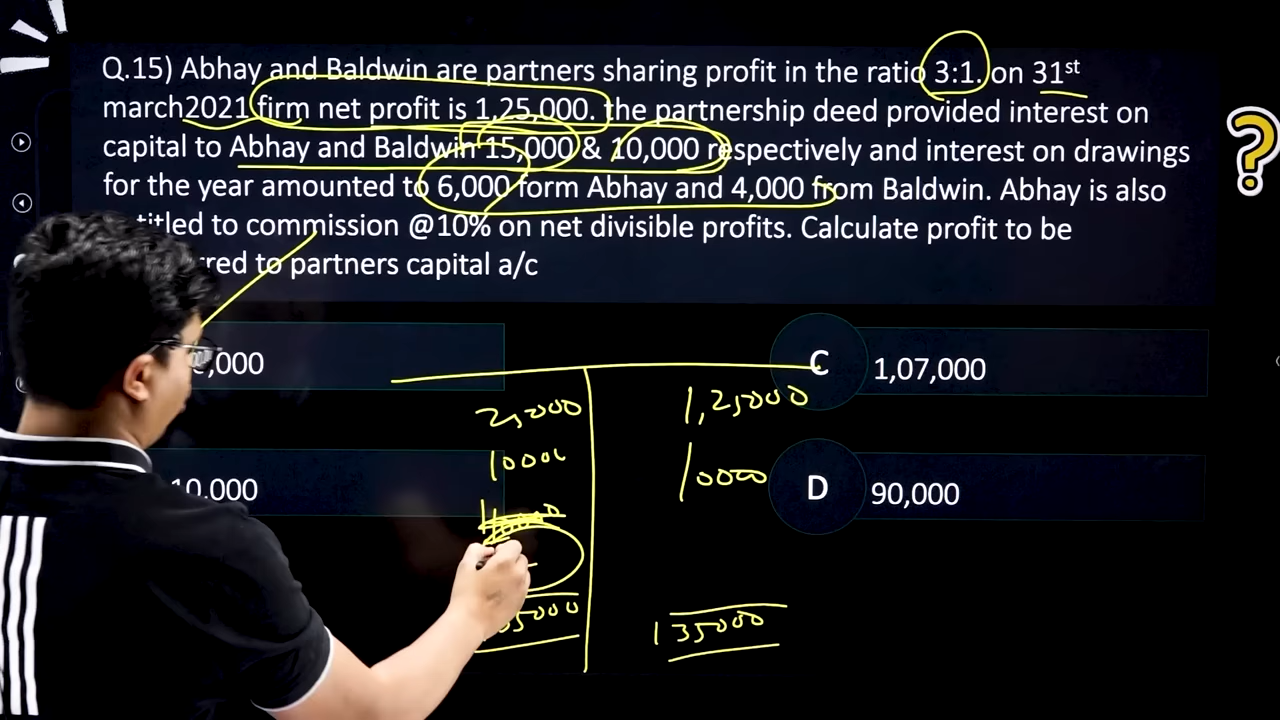 Q.15) Abhay and Baldwin are partners sharing profit in the ratio 3:1. on 31st
march2021 firm net profit is 1,25,000. the partnership deed provided interest on
capital to Abhay and Baldwin 15,000 & 10,000 respectively and interest on drawings
for the year amounted to 6,000 form Abhay and 4,000 from Baldwin. Abhay is also
titled to commission @10% on net divisible profits. Calculate profit to be
rred to partners capital a/c
,000
C 1,07,000
25000
1,25000
10000
10000
10,000
D 90,000
35000
135000